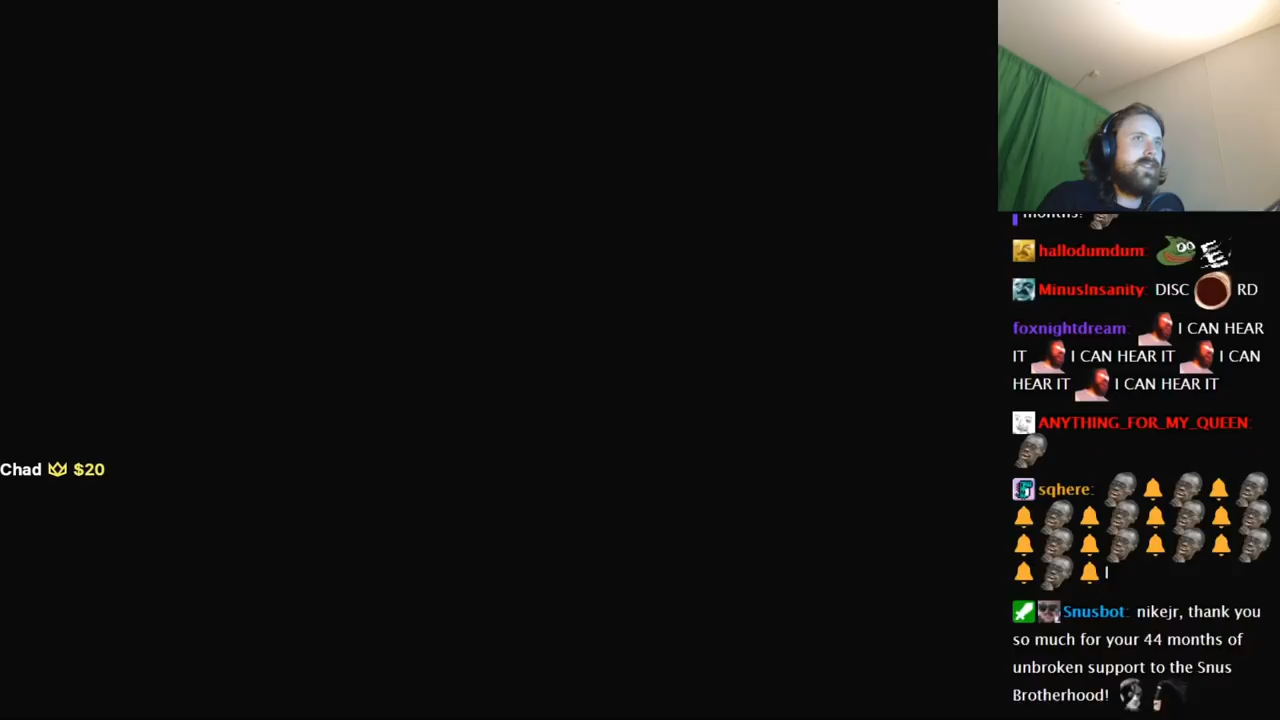 months!
hallodumdum:
MinusInsanity: DISC RD
foxnightdream: I CAN HEAR
IT I CAN HEAR IT I CAN
HEAR IT I CAN HEAR IT
ANYTHING_FOR_MY_QUEEN:
Chad $20
sqhere:
I
Snusbot: nikejr, thank you
so much for your 44 months of
unbroken support to the Snus
Brotherhood!